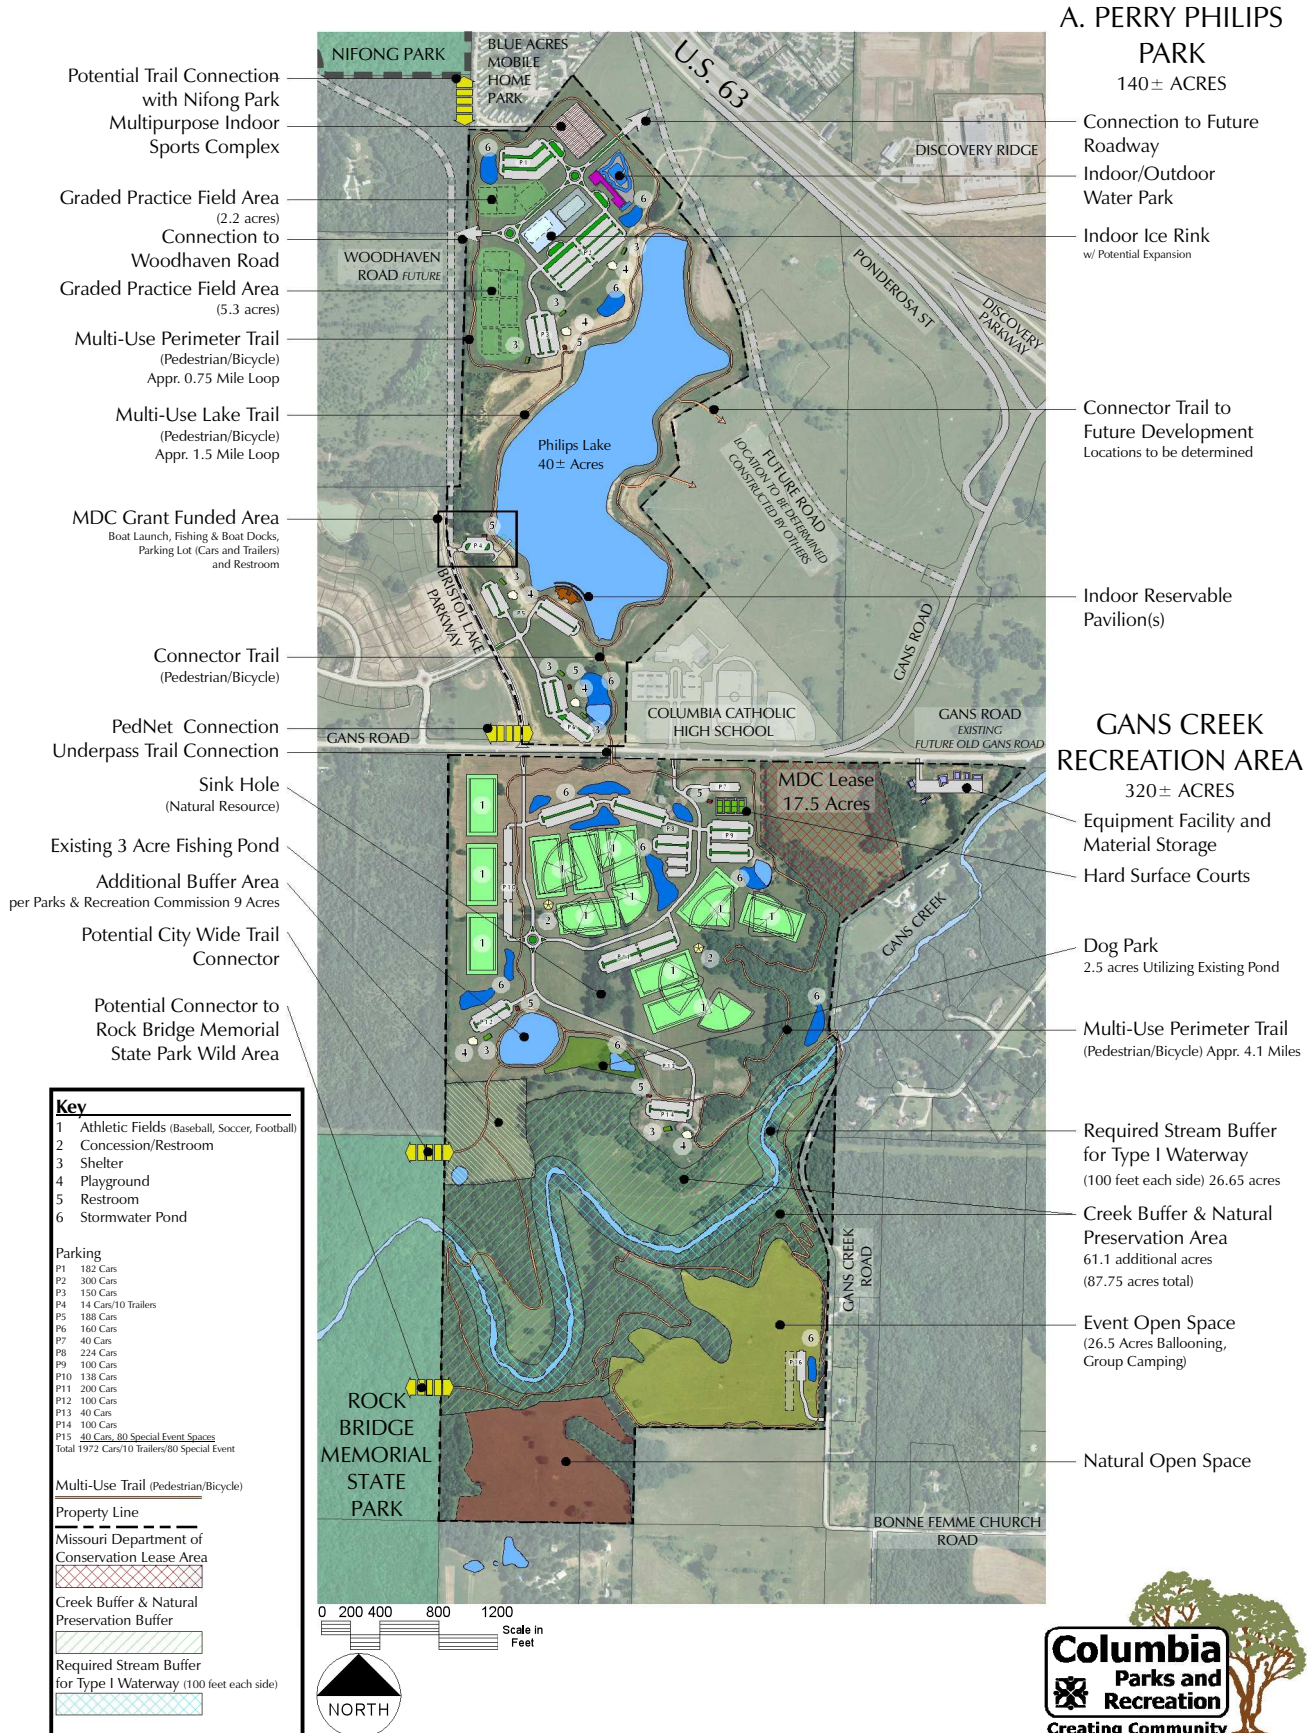 A. PERRY PHILIPS
PARK
140± ACRES
NIFONG PARK
BLUE ACRES
MOBILE
HOME
PARK
U.S. 63
Potential Trail Connection
with Nifong Park
Multipurpose Indoor
Sports Complex
Graded Practice Field Area
(2.2 acres)
Connection to
Woodhaven Road
Graded Practice Field Area
(5.3 acres)
Multi-Use Perimeter Trail
(Pedestrian/Bicycle)
Appr. 0.75 Mile Loop
Multi-Use Lake Trail
(Pedestrian/Bicycle)
Appr. 1.5 Mile Loop
MDC Grant Funded Area
Boat Launch, Fishing & Boat Docks,
Parking Lot (Cars and Trailers)
and Restroom
Connector Trail
(Pedestrian/Bicycle)
PedNet Connection
Underpass Trail Connection
Sink Hole
(Natural Resource)
Existing 3 Acre Fishing Pond
Additional Buffer Area
per Parks & Recreation Commission 9 Acres
Potential City Wide Trail
Connector
Potential Connector to
Rock Bridge Memorial
State Park Wild Area
DISCOVERY RIDGE
WOODHAVEN
ROAD FUTURE
PONDEROSA ST
DISCOVERY
PARKWAY
Philips Lake
40± Acres
FUTURE ROAD
LOCATION TO BE DETERMINED
CONSTRUCTED BY OTHERS
BRISTOL LAKE
PARKWAY
GANS ROAD
COLUMBIA CATHOLIC
HIGH SCHOOL
GANS ROAD
EXISTING
FUTURE OLD GANS ROAD
GANS ROAD
MDC Lease
17.5 Acres
GANS CREEK
GANS CREEK
ROAD
ROCK
BRIDGE
MEMORIAL
STATE
PARK
BONNE FEMME CHURCH
ROAD
Connection to Future
Roadway
Indoor/Outdoor
Water Park
Indoor Ice Rink
w/ Potential Expansion
Connector Trail to
Future Development
Locations to be determined
Indoor Reservable
Pavilion(s)
GANS CREEK
RECREATION AREA
320± ACRES
Equipment Facility and
Material Storage
Hard Surface Courts
Dog Park
2.5 acres Utilizing Existing Pond
Multi-Use Perimeter Trail
(Pedestrian/Bicycle) Appr. 4.1 Miles
Required Stream Buffer
for Type I Waterway
(100 feet each side) 26.65 acres
Creek Buffer & Natural
Preservation Area
61.1 additional acres
(87.75 acres total)
Event Open Space
(26.5 Acres Ballooning,
Group Camping)
Natural Open Space
Key
1 Athletic Fields (Baseball, Soccer, Football)
2 Concession/Restroom
3 Shelter
4 Playground
5 Restroom
6 Stormwater Pond
Parking
P1 182 Cars
P2 300 Cars
P3 150 Cars
P4 14 Cars/10 Trailers
P5 188 Cars
P6 160 Cars
P7 40 Cars
P8 224 Cars
P9 100 Cars
P10 138 Cars
P11 200 Cars
P12 100 Cars
P13 40 Cars
P14 100 Cars
P15 40 Cars, 80 Special Event Spaces
Total 1972 Cars/10 Trailers/80 Special Event
Multi-Use Trail (Pedestrian/Bicycle)
Property Line
Missouri Department of
Conservation Lease Area
Creek Buffer & Natural
Preservation Buffer
Required Stream Buffer
for Type I Waterway (100 feet each side)
0 200 400 800 1200
Scale in
Feet
NORTH
Columbia
Parks and
Recreation
Creating Community